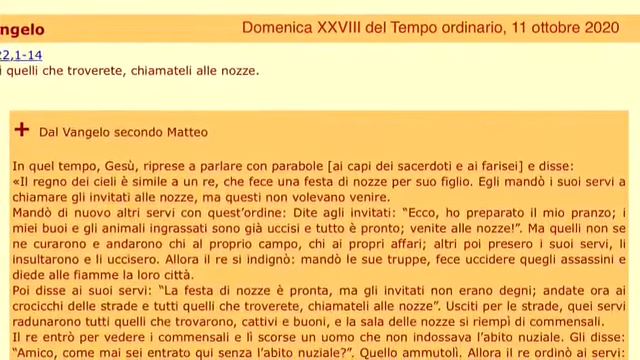 angelo
Domenica XXVIII del Tempo ordinario, 11 ottobre 2020
22,1-14
i quelli che troverete, chiamateli alle nozze.
+ Dal Vangelo secondo Matteo
In quel tempo, Gesù, riprese a parlare con parabole [ai capi dei sacerdoti e ai farisei] e disse:
«Il regno dei cieli è simile a un re, che fece una festa di nozze per suo figlio. Egli mandò i suoi servi a
chiamare gli invitati alle nozze, ma questi non volevano venire.
Mandò di nuovo altri servi con quest'ordine: Dite agli invitati: "Ecco, ho preparato il mio pranzo; i
miei buoi e gli animali ingrassati sono già uccisi e tutto è pronto; venite alle nozze!". Ma quelli non se
ne curarono e andarono chi al proprio campo, chi ai propri affari; altri poi presero i suoi servi, li
insultarono e li uccisero. Allora il re si indignò: mandò le sue truppe, fece uccidere quegli assassini e
diede alle fiamme la loro città.
Poi disse ai suoi servi: "La festa di nozze è pronta, ma gli invitati non erano degni; andate ora ai
crocicchi delle strade e tutti quelli che troverete, chiamateli alle nozze". Usciti per le strade, quei servi
radunarono tutti quelli che trovarono, cattivi e buoni, e la sala delle nozze si riempì di commensali.
Il re entrò per vedere i commensali e lì scorse un uomo che non indossava l'abito nuziale. Gli disse:
"Amico, come mai sei entrato qui senza l'abito nuziale?". Quello ammutolì. Allora il re ordinò ai servi: